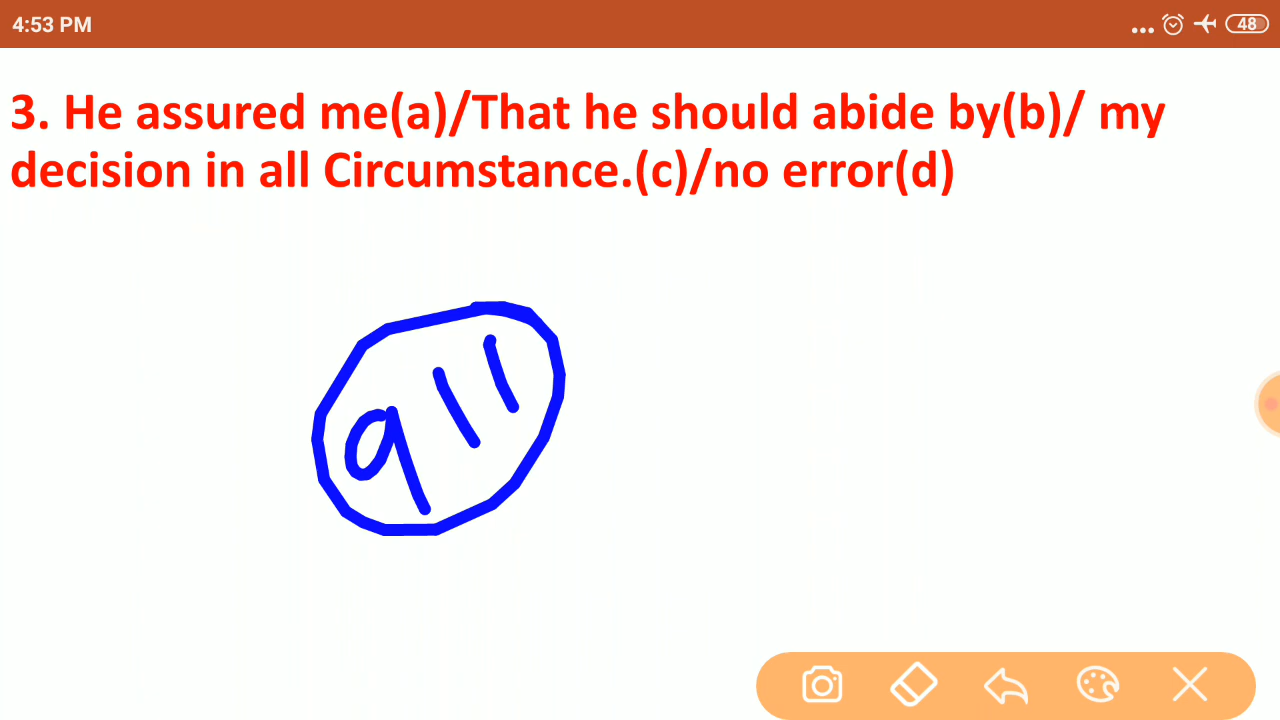 4:53 PM
48
3. He assured me(a)/That he should abide by(b)/ my
decision in all Circumstance.(c)/no error(d)
911